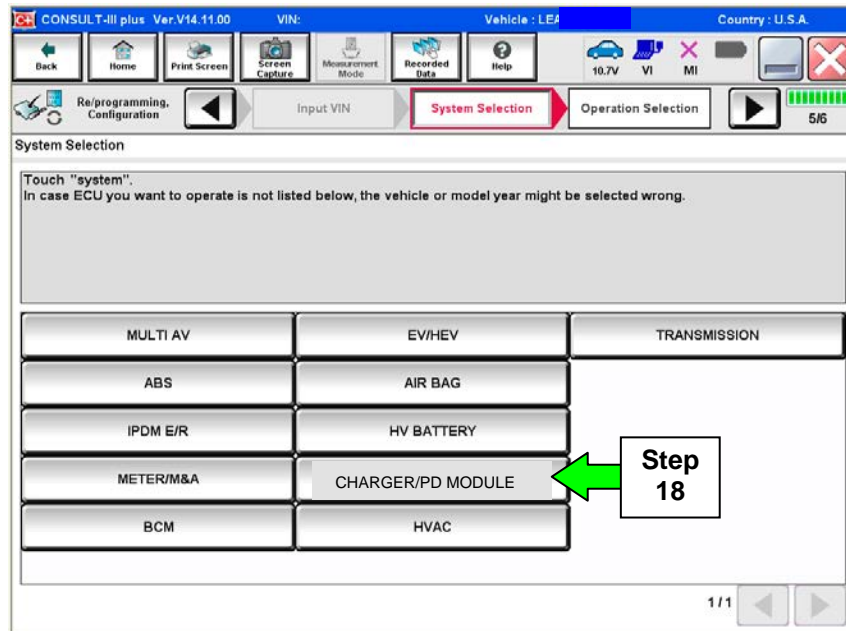 CONSULT-III plus Ver.V14.11.00 VIN: Vehicle : LEA Country : U.S.A.
Back Home Print Screen Screen Capture Measurement Mode Recorded Data Help 10.7V VI MI
Re/programming, Configuration Input VIN System Selection Operation Selection 5/6
System Selection
Touch "system".
In case ECU you want to operate is not listed below, the vehicle or model year might be selected wrong.
MULTI AV EV/HEV TRANSMISSION
ABS AIR BAG
IPDM E/R HV BATTERY
METER/M&A CHARGER/PD MODULE
Step
18
BCM HVAC
1/1